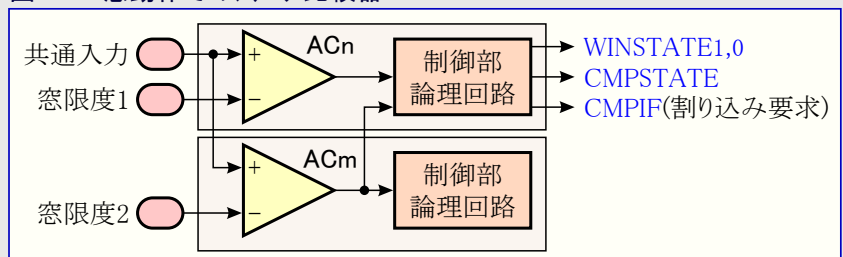 共通入力
窓限度1
ACn
制御部
論理回路
WINSTATE1,0
CMPSTATE
CMPIF(割り込み要求)
窓限度2
ACm
制御部
論理回路